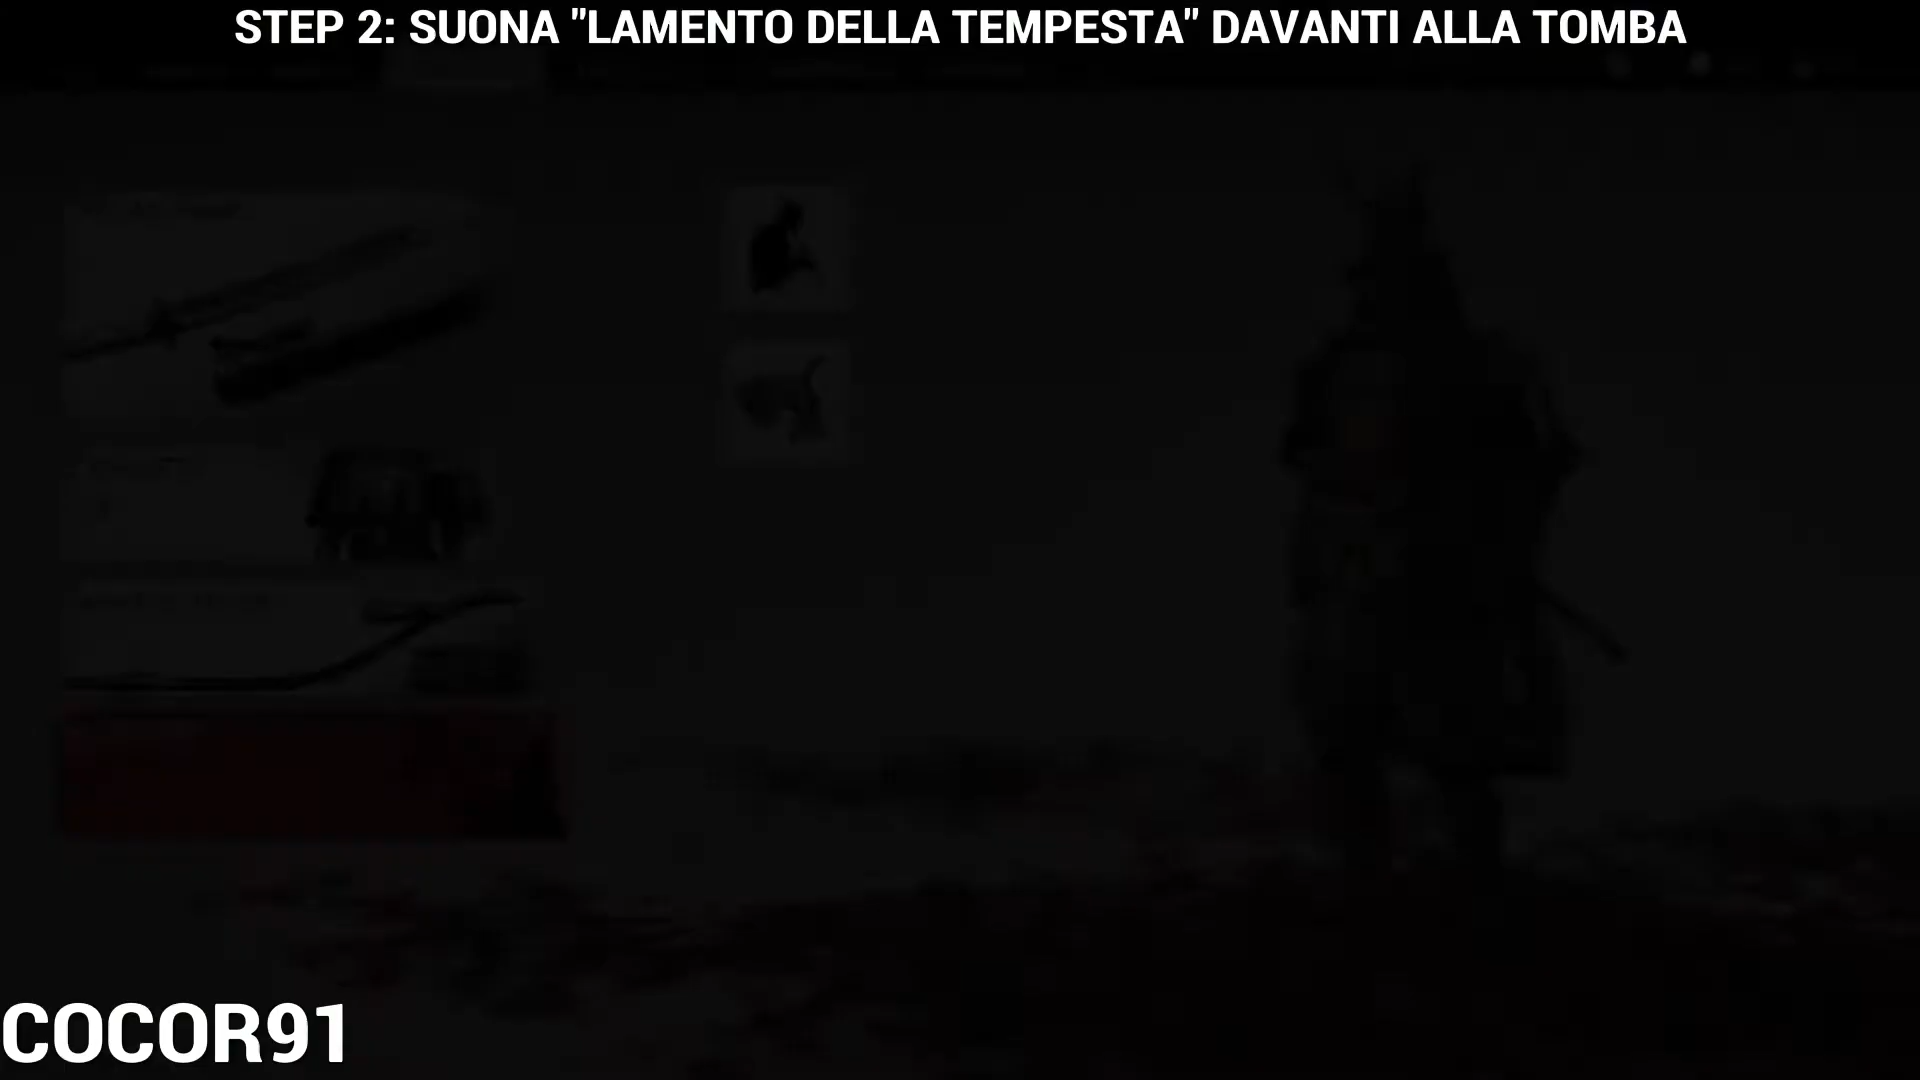 STEP 2: SUONA "LAMENTO DELLA TEMPESTA" DAVANTI ALLA TOMBA
COCOR91